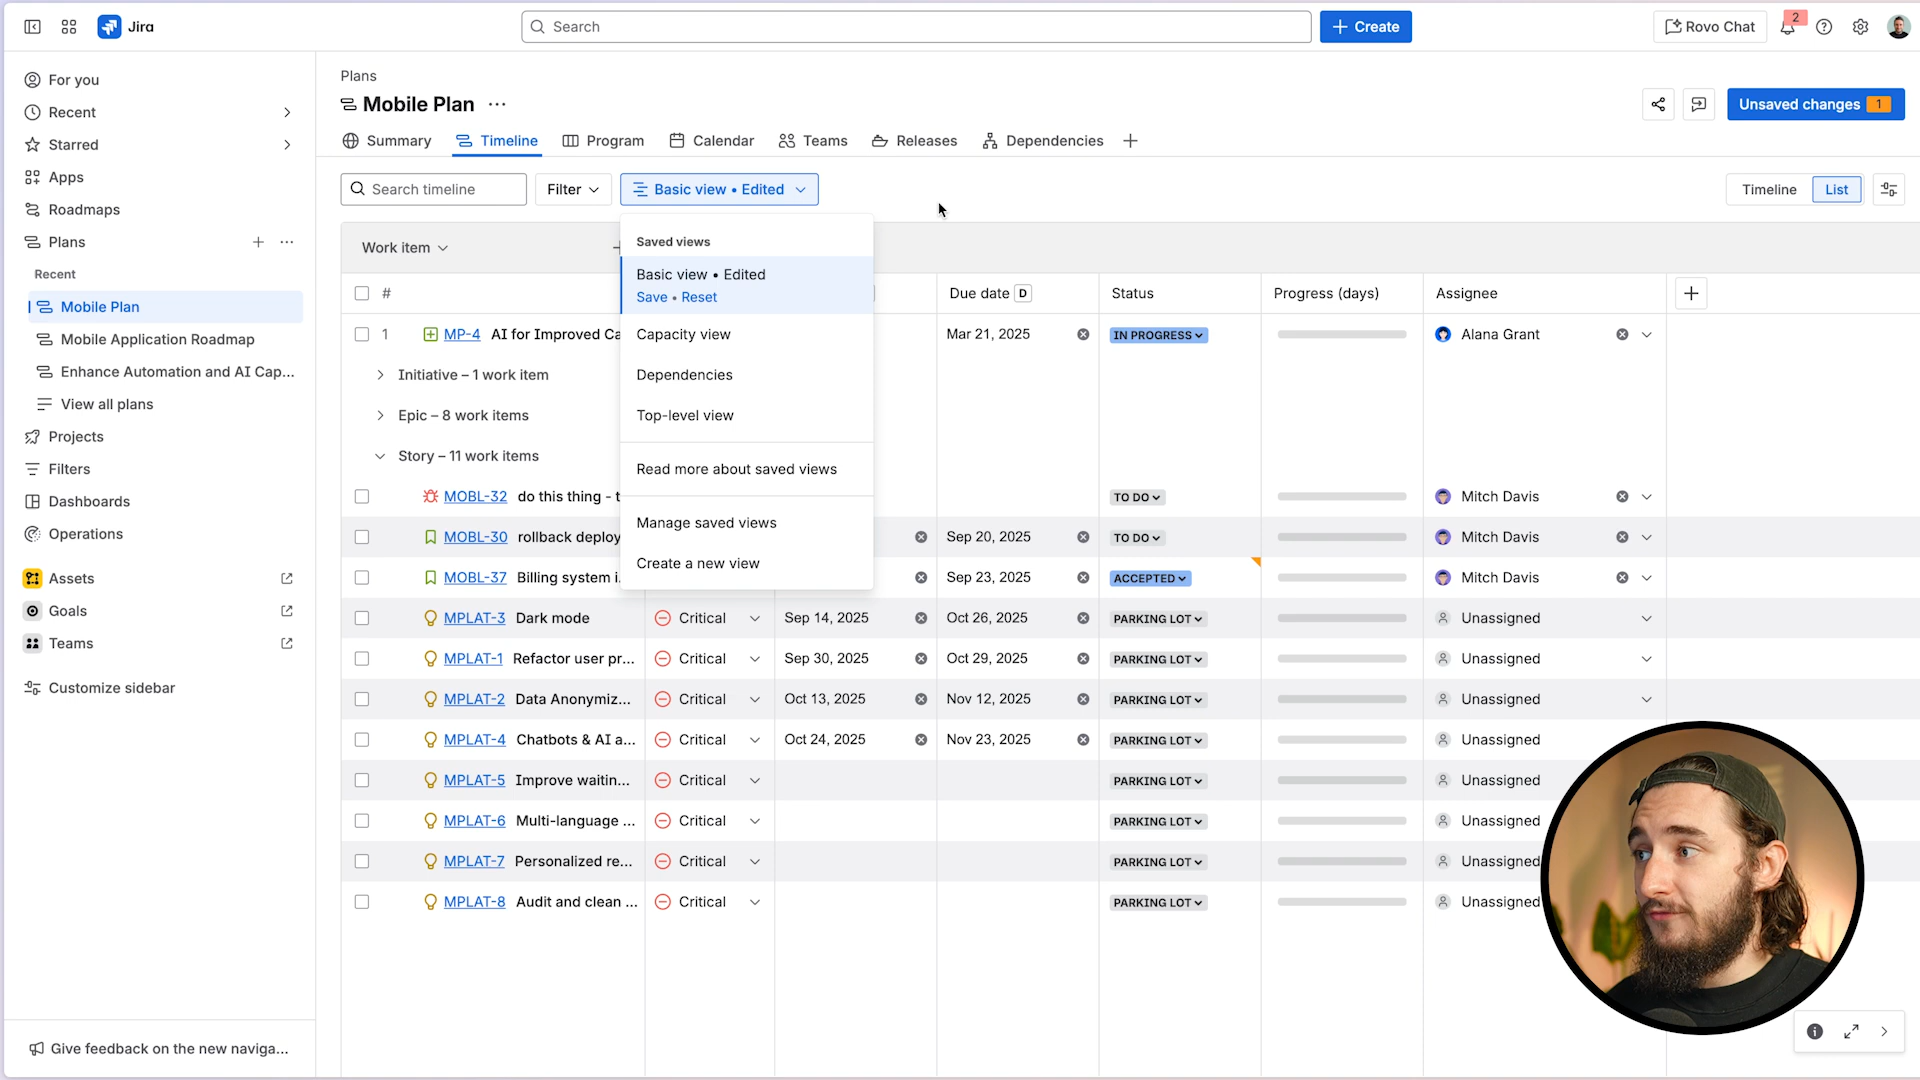 Jira
Search
Create
Rovo Chat
2
For you
Recent
Starred
Apps
Roadmaps
Plans
Recent
Mobile Plan
Mobile Application Roadmap
Enhance Automation and AI Cap...
View all plans
Projects
Filters
Dashboards
Operations
Assets
Goals
Teams
Customize sidebar
Give feedback on the new naviga...
Plans
Mobile Plan
Unsaved changes 1
Summary Timeline Program Calendar Teams Releases Dependencies
Search timeline Filter Basic view • Edited Timeline List
Saved views
Basic view • Edited
Save • Reset
Capacity view
Dependencies
Top-level view
Read more about saved views
Manage saved views
Create a new view
Work item
# Due date D Status Progress (days) Assignee
1 MP-4 AI for Improved Ca Mar 21, 2025 IN PROGRESS Alana Grant
Initiative – 1 work item
Epic – 8 work items
Story – 11 work items
MOBL-32 do this thing - t TO DO Mitch Davis
MOBL-30 rollback deploy Sep 20, 2025 TO DO Mitch Davis
MOBL-37 Billing system i. Sep 23, 2025 ACCEPTED Mitch Davis
MPLAT-3 Dark mode Critical Sep 14, 2025 Oct 26, 2025 PARKING LOT Unassigned
MPLAT-1 Refactor user pr... Critical Sep 30, 2025 Oct 29, 2025 PARKING LOT Unassigned
MPLAT-2 Data Anonymiz... Critical Oct 13, 2025 Nov 12, 2025 PARKING LOT Unassigned
MPLAT-4 Chatbots & AI a... Critical Oct 24, 2025 Nov 23, 2025 PARKING LOT Unassigned
MPLAT-5 Improve waitin... Critical PARKING LOT Unassigned
MPLAT-6 Multi-language ... Critical PARKING LOT Unassigned
MPLAT-7 Personalized re... Critical PARKING LOT Unassigned
MPLAT-8 Audit and clean ... Critical PARKING LOT Unassigned